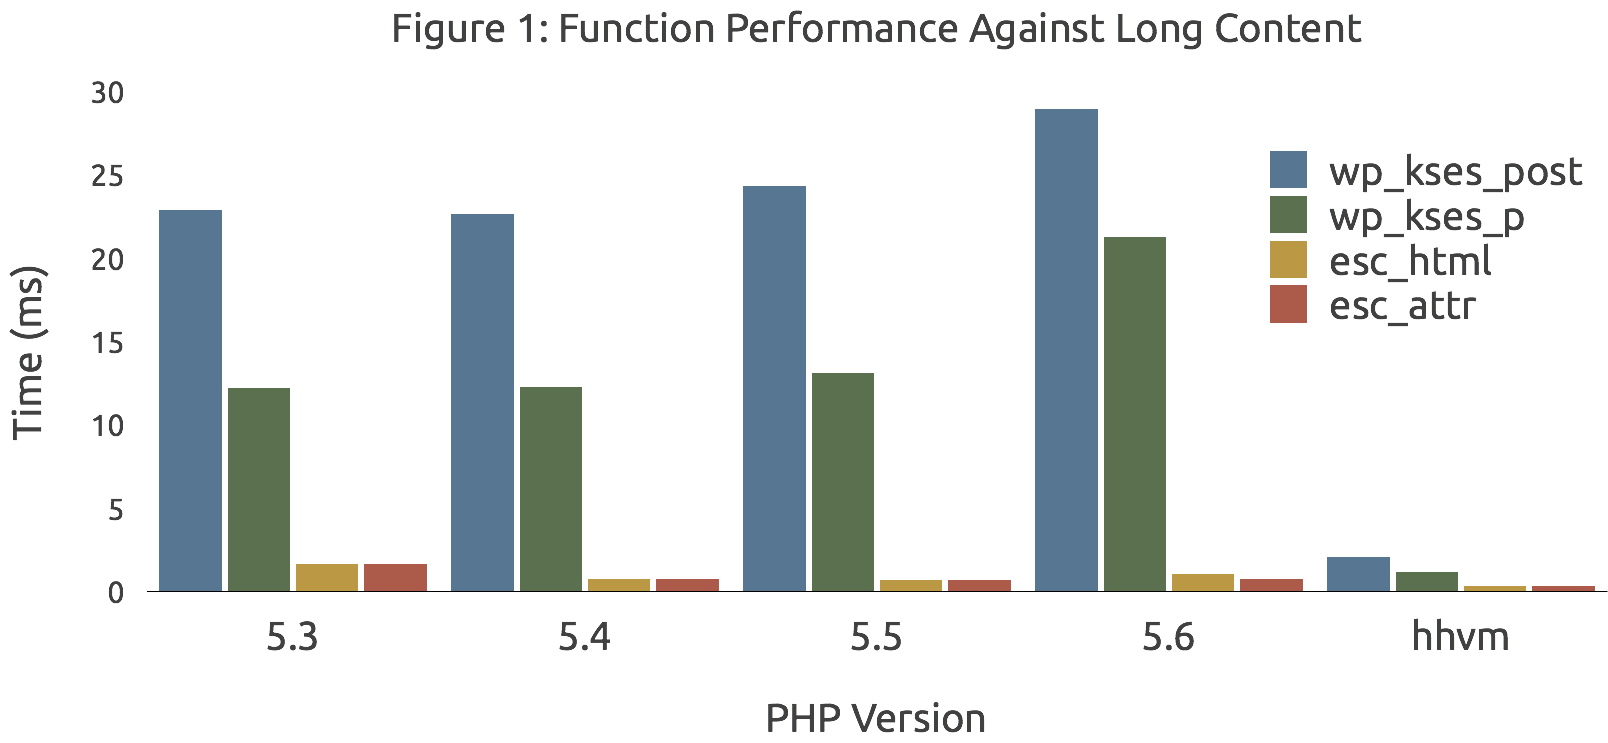 Figure 1: Function Performance Against Long Content
30
25
20
15
10
5
0
Time (ms)
wp_kses_post
wp_kses_p
esc_html
esc_attr
5.3 5.4 5.5 5.6 hhvm
PHP Version